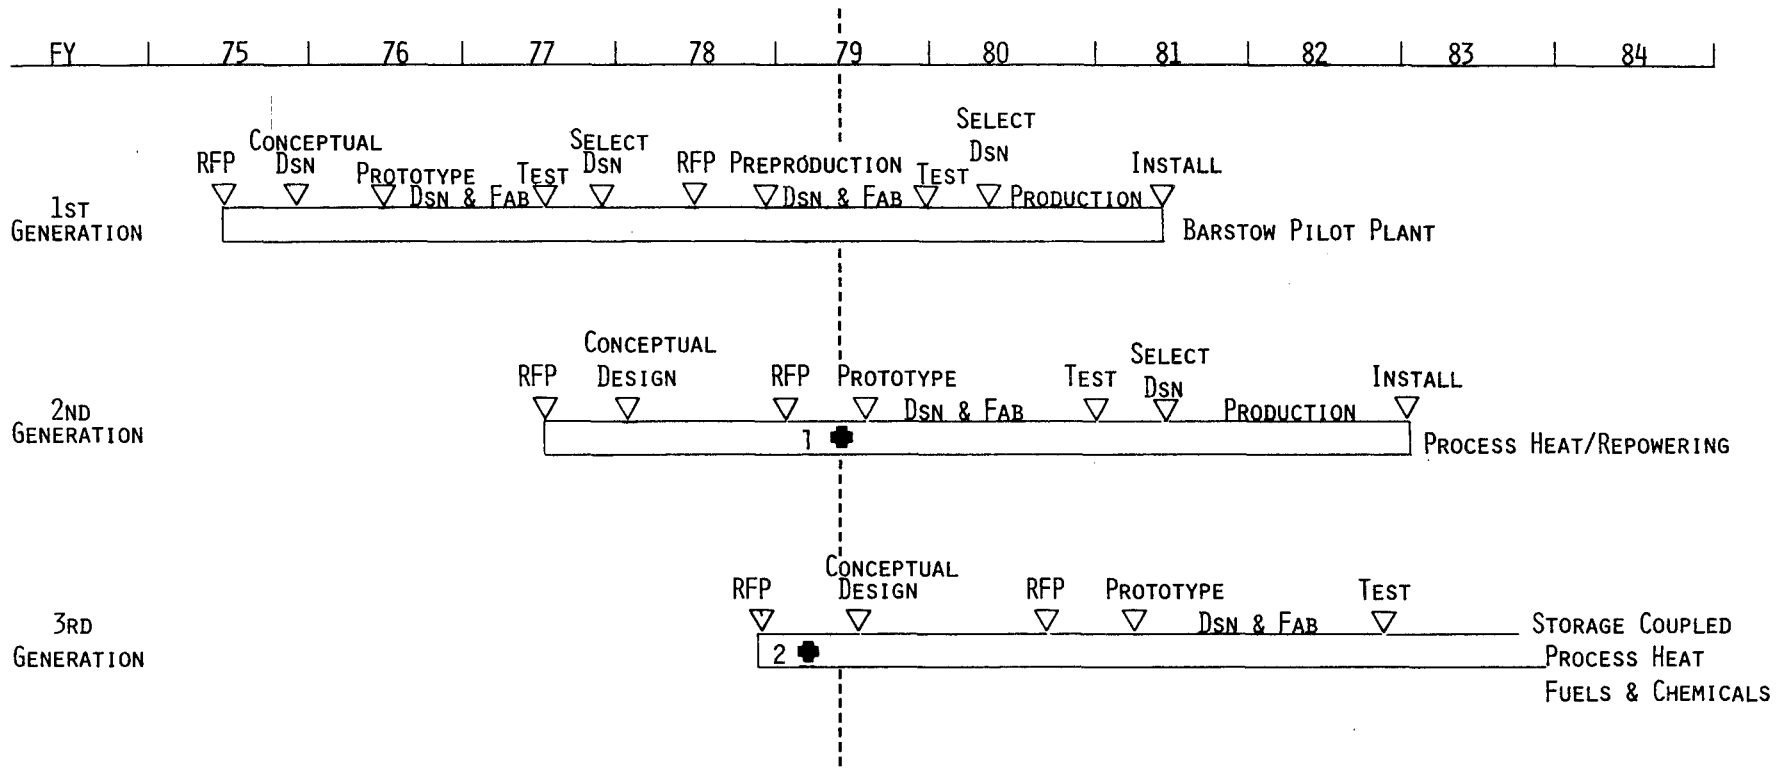 FY 75 76 77 78 79 80 81 82 83 84
SELECT
CONCEPTUAL SELECT DSN
RFP DSN DSN RFP PREPRODUCTION INSTALL
PROTOTYPE TEST TEST
DSN & FAB DSN & FAB PRODUCTION
1ST
GENERATION
BARSTOW PILOT PLANT
CONCEPTUAL SELECT
RFP DESIGN RFP PROTOTYPE TEST DSN INSTALL
DSN & FAB PRODUCTION
2ND
GENERATION
1
PROCESS HEAT/REPOWERING
CONCEPTUAL
RFP DESIGN RFP PROTOTYPE TEST
DSN & FAB
3RD
GENERATION
2
STORAGE COUPLED
PROCESS HEAT
FUELS & CHEMICALS